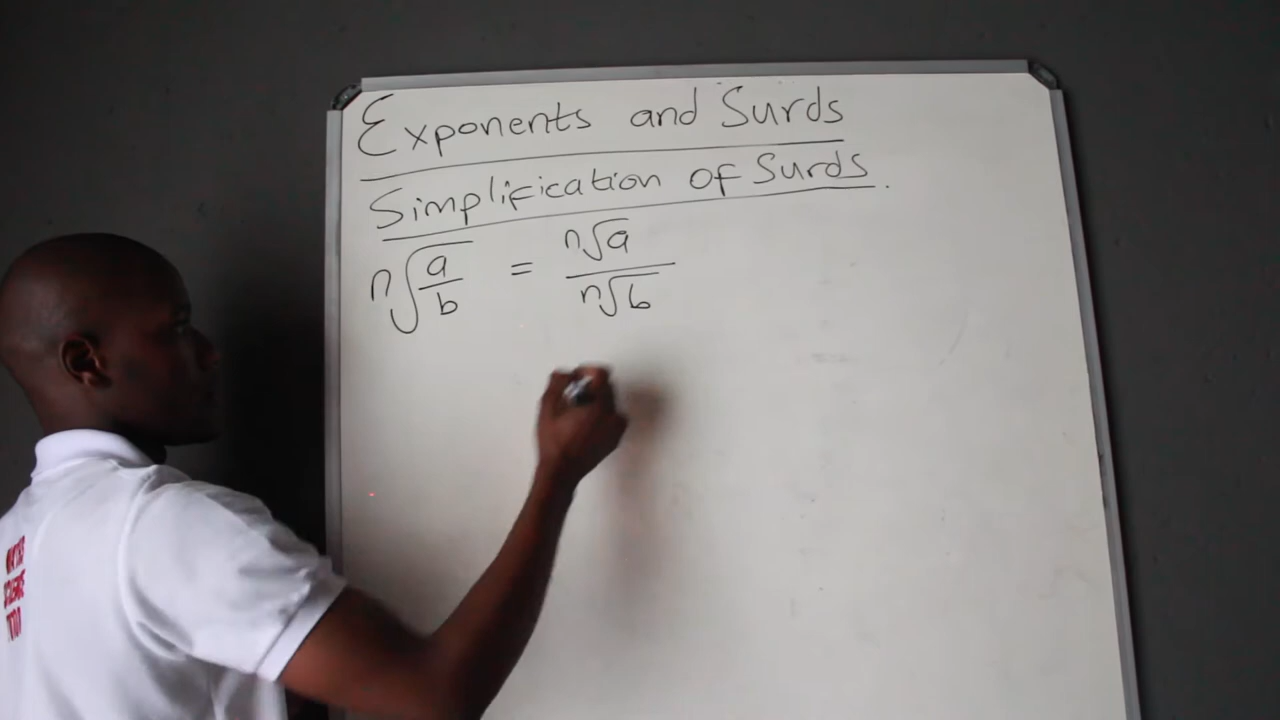 Exponents and Surds
Simplification of Surds.
n√(a/b) = n√a / n√b